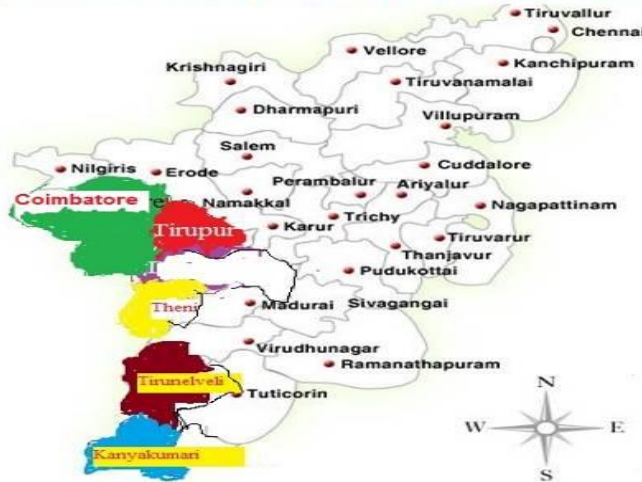 Tiruvallur
Chennai
Vellore
Kanchipuram
Krishnagiri
Tiruvanamalai
Dharmapuri
Villupuram
Salem
Cuddalore
Nilgiris
Erode
Perambalur
Ariyalur
Coimbatore
Namakkal
Nagapattinam
Trichy
Tirupur
Karur
Tiruvarur
Thanjavur
Pudukottai
Theni
Madurai
Sivagangai
Virudhunagar
Ramanathapuram
Tirunelveli
Tuticorin
Kanyakumari
N
W
E
S